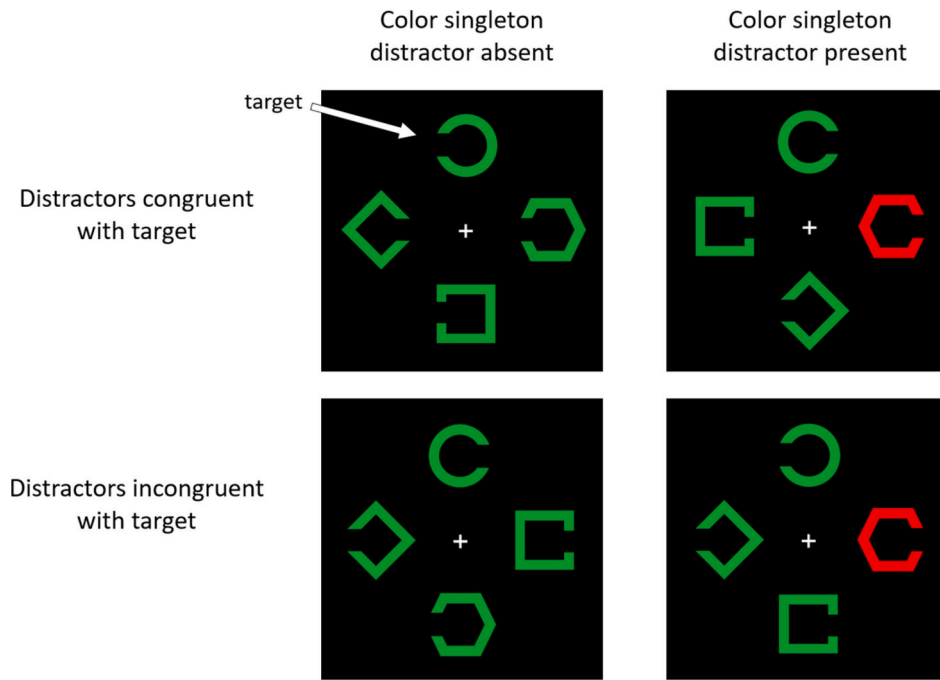 Color singleton
distractor absent
Color singleton
distractor present
target
Distractors congruent
with target
Distractors incongruent
with target